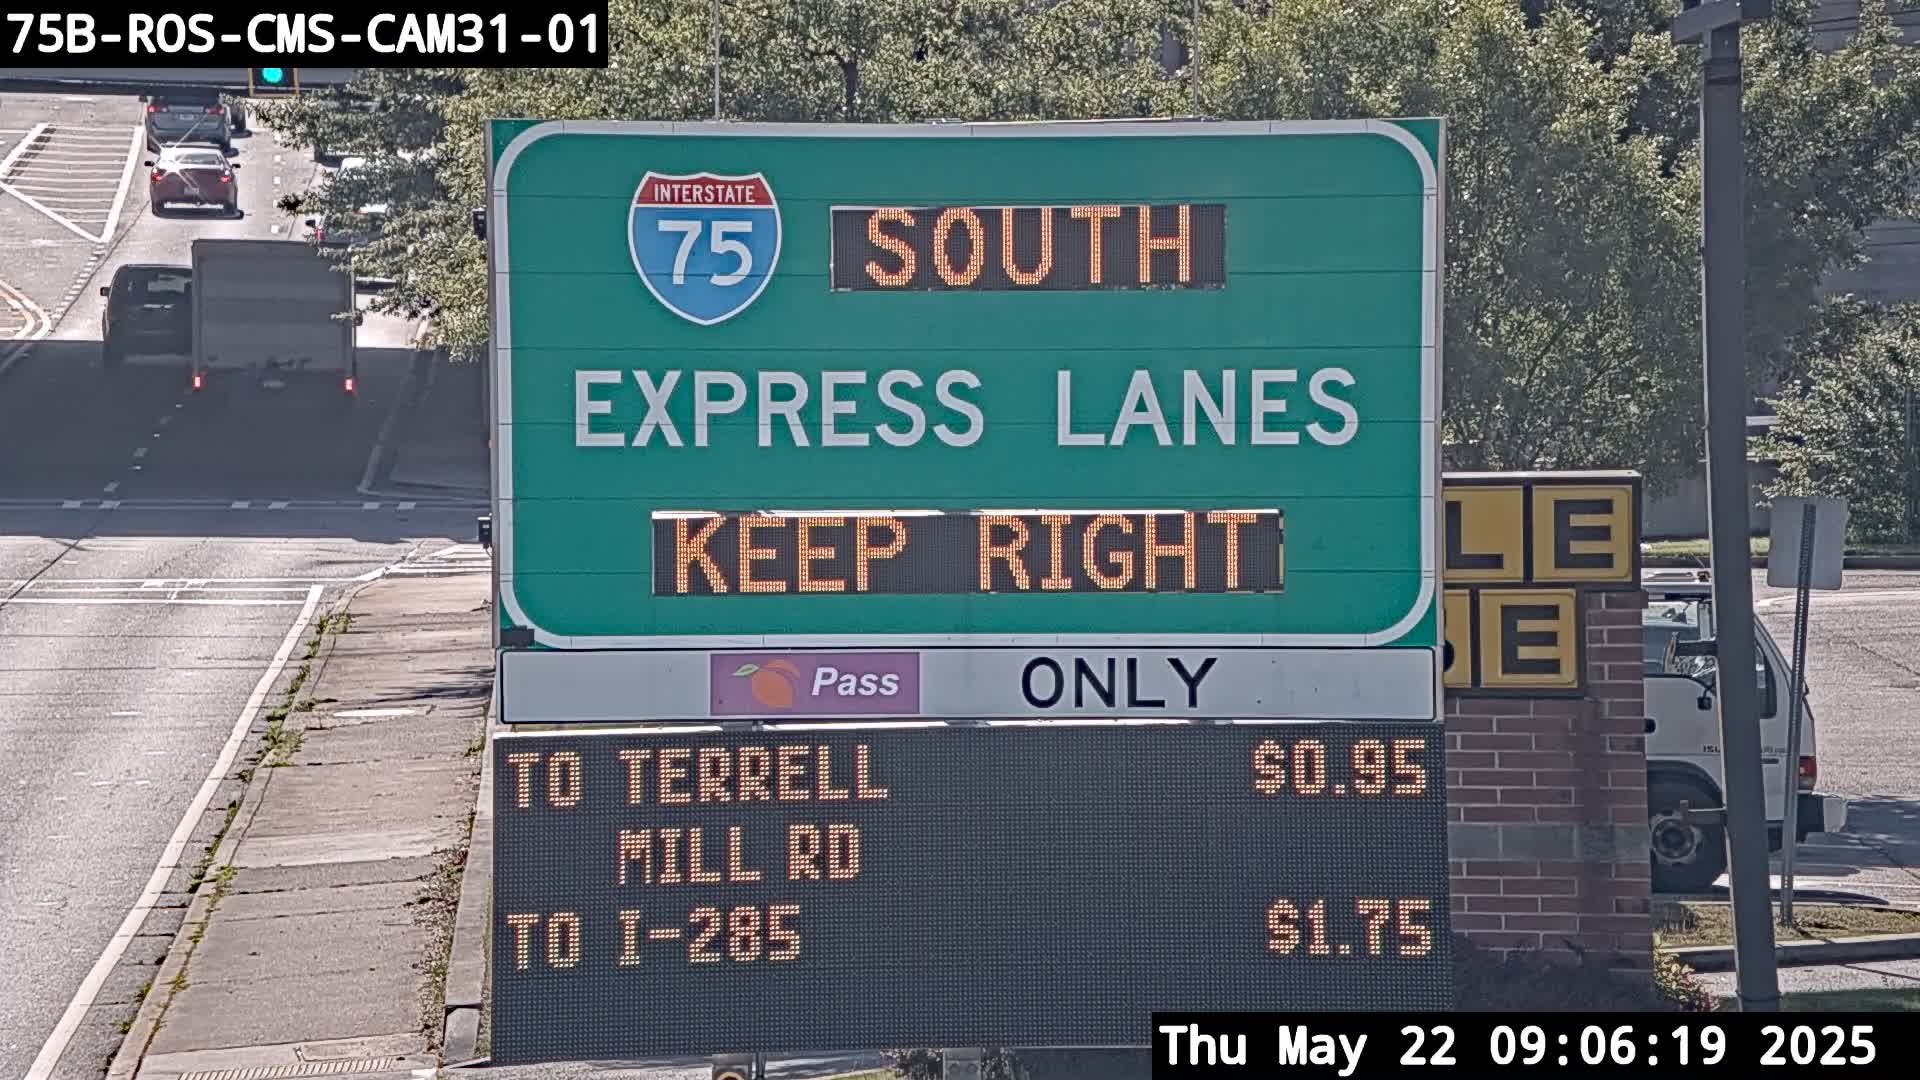 75B-ROS-CMS-CAM31-01
INTERSTATE
75
SOUTH
EXPRESS LANES
KEEP RIGHT
LE
E
Pass ONLY
TO TERRELL $0.95
MILL RD
TO I-285 $1.75
Thu May 22 09:06:19 2025